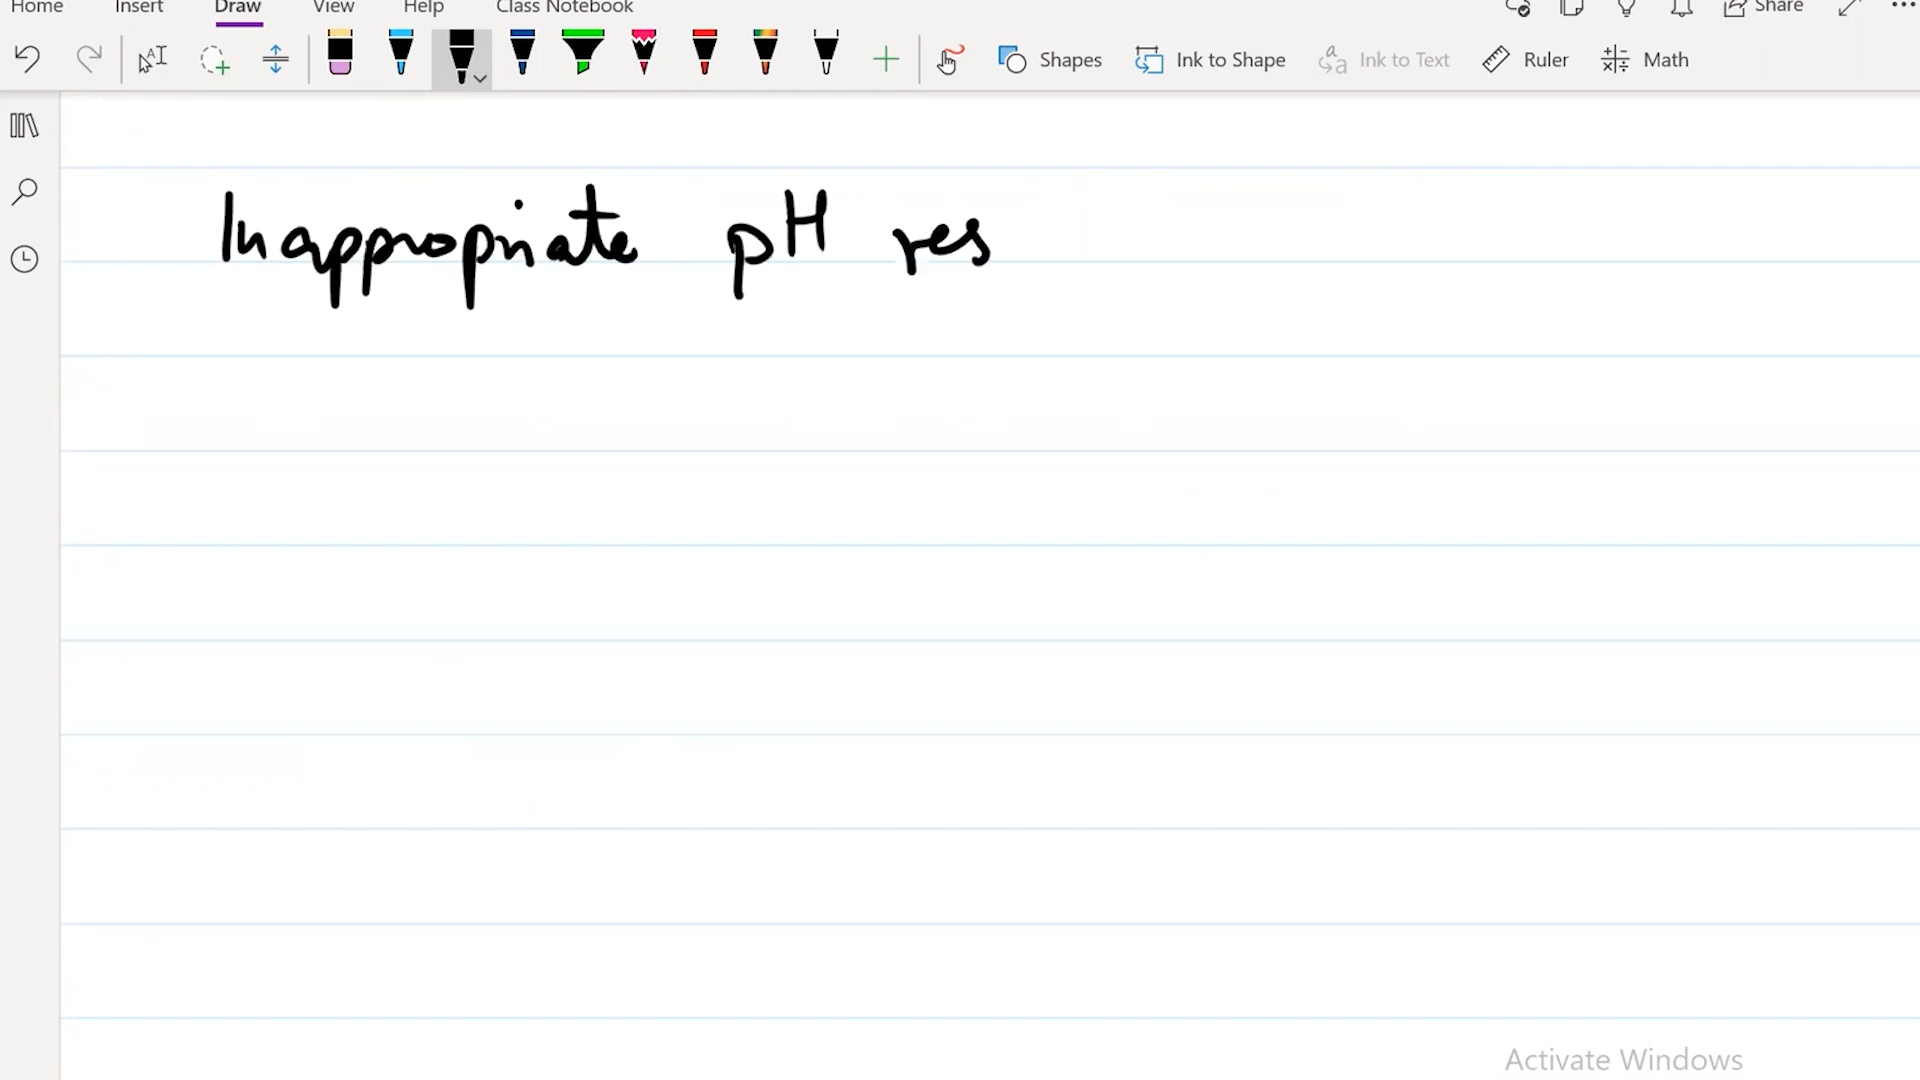 Home Insert Draw View Help Class Notebook Share
Shapes Ink to Shape Ink to Text Ruler Math
Inappropriate pH res
Activate Windows